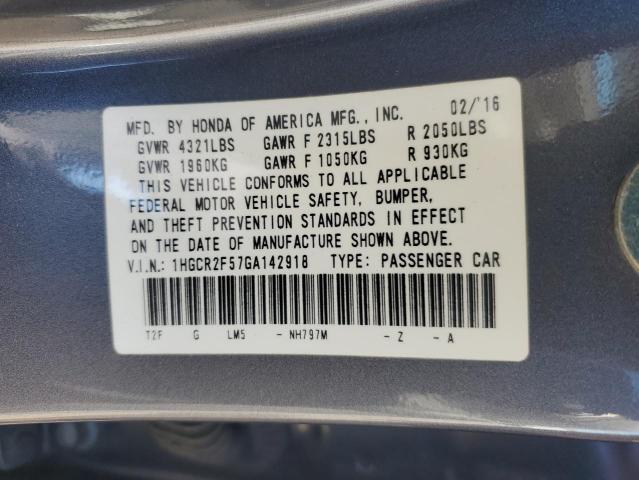 MFD. BY HONDA OF AMERICA MFG., INC. 02/'16
GVWR 4321LBS GAWR F 2315LBS R 2050LBS
GVWR 1960KG GAWR F 1050KG R 930KG
THIS VEHICLE CONFORMS TO ALL APPLICABLE
FEDERAL MOTOR VEHICLE SAFETY, BUMPER,
AND THEFT PREVENTION STANDARDS IN EFFECT
ON THE DATE OF MANUFACTURE SHOWN ABOVE.
V.I.N.: 1HGCR2F57GA142918 TYPE: PASSENGER CAR
T2F G LM5 - NH797M - Z - A